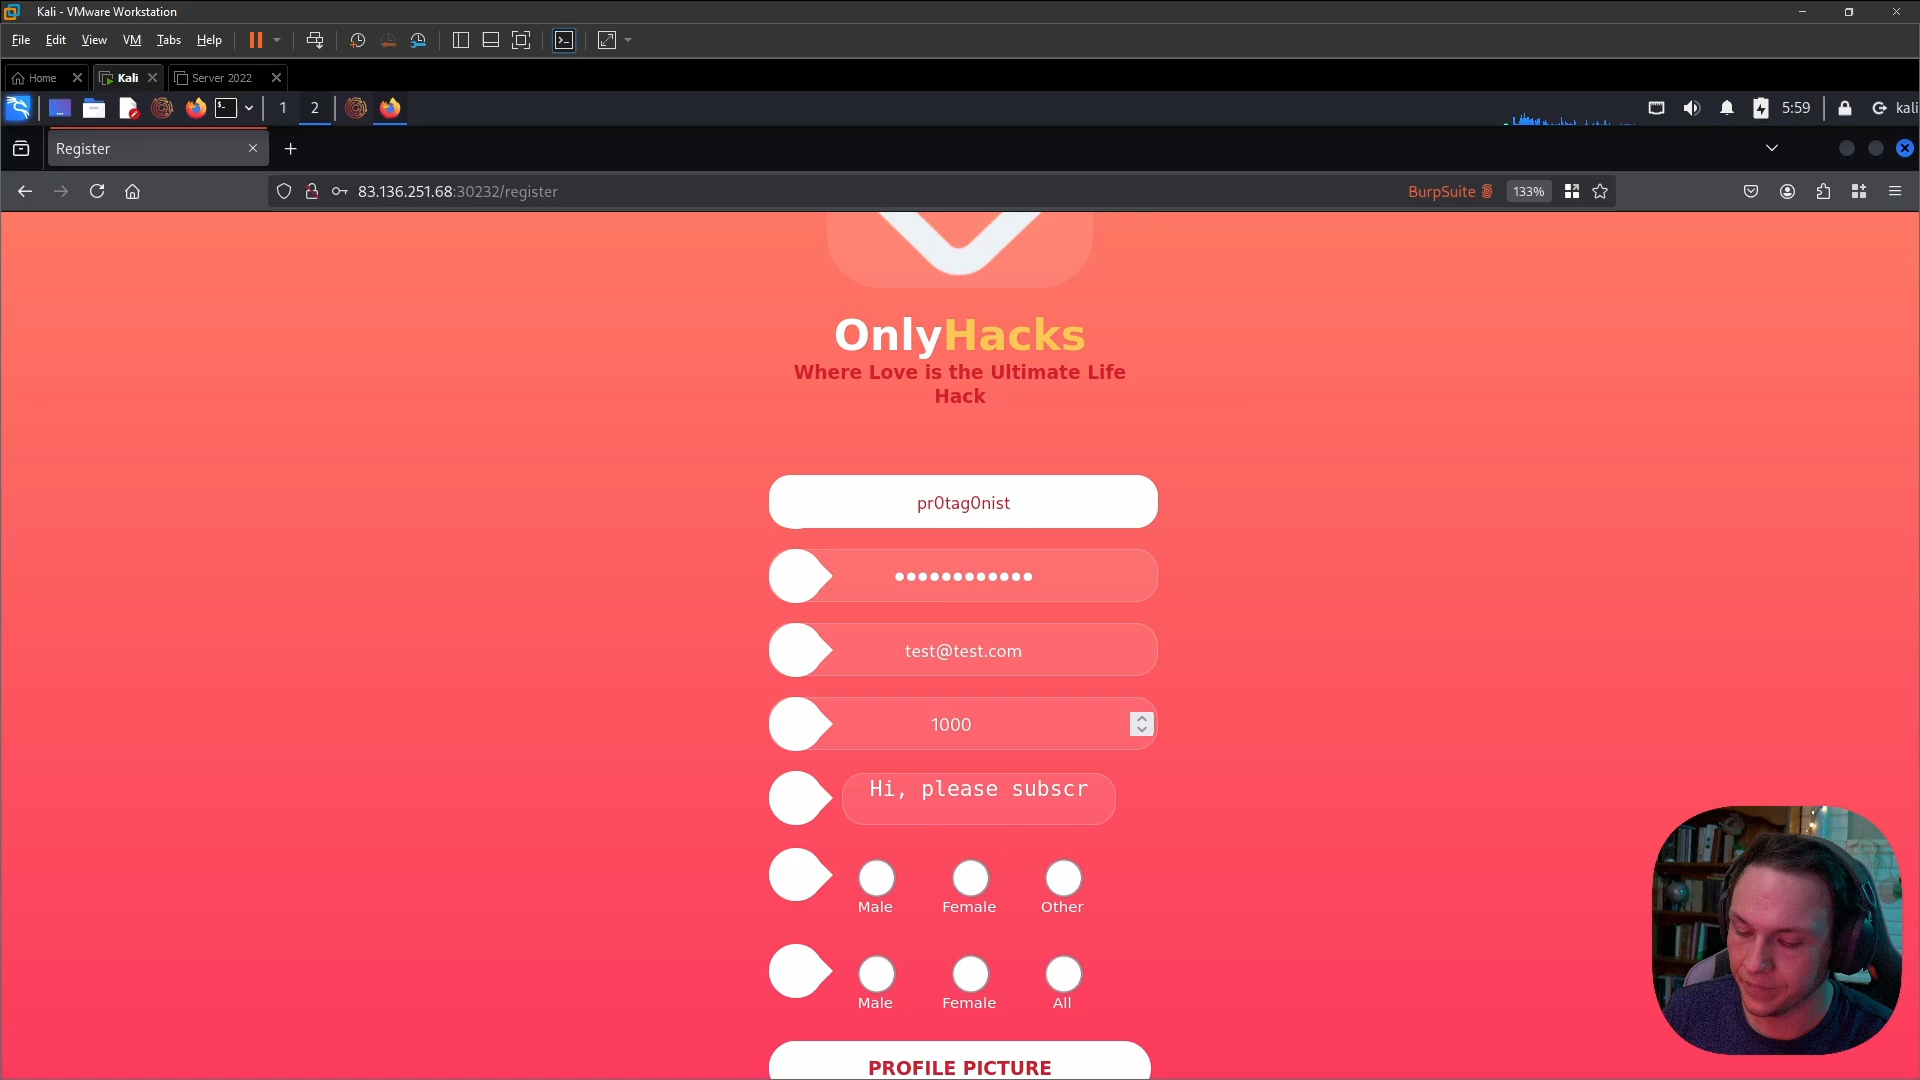 Kali - VMware Workstation
File Edit View VM Tabs Help
Home Kali Server 2022
1 2 5:59 kali
Register
83.136.251.68:30232/register BurpSuite 133%
OnlyHacks
Where Love is the Ultimate Life
Hack
pr0tag0nist
test@test.com
1000
Hi, please subscr
Male Female Other
Male Female All
PROFILE PICTURE